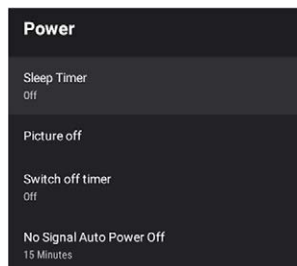 Power
Sleep Timer
Off
Picture off
Switch off timer
Off
No Signal Auto Power Off
15 Minutes